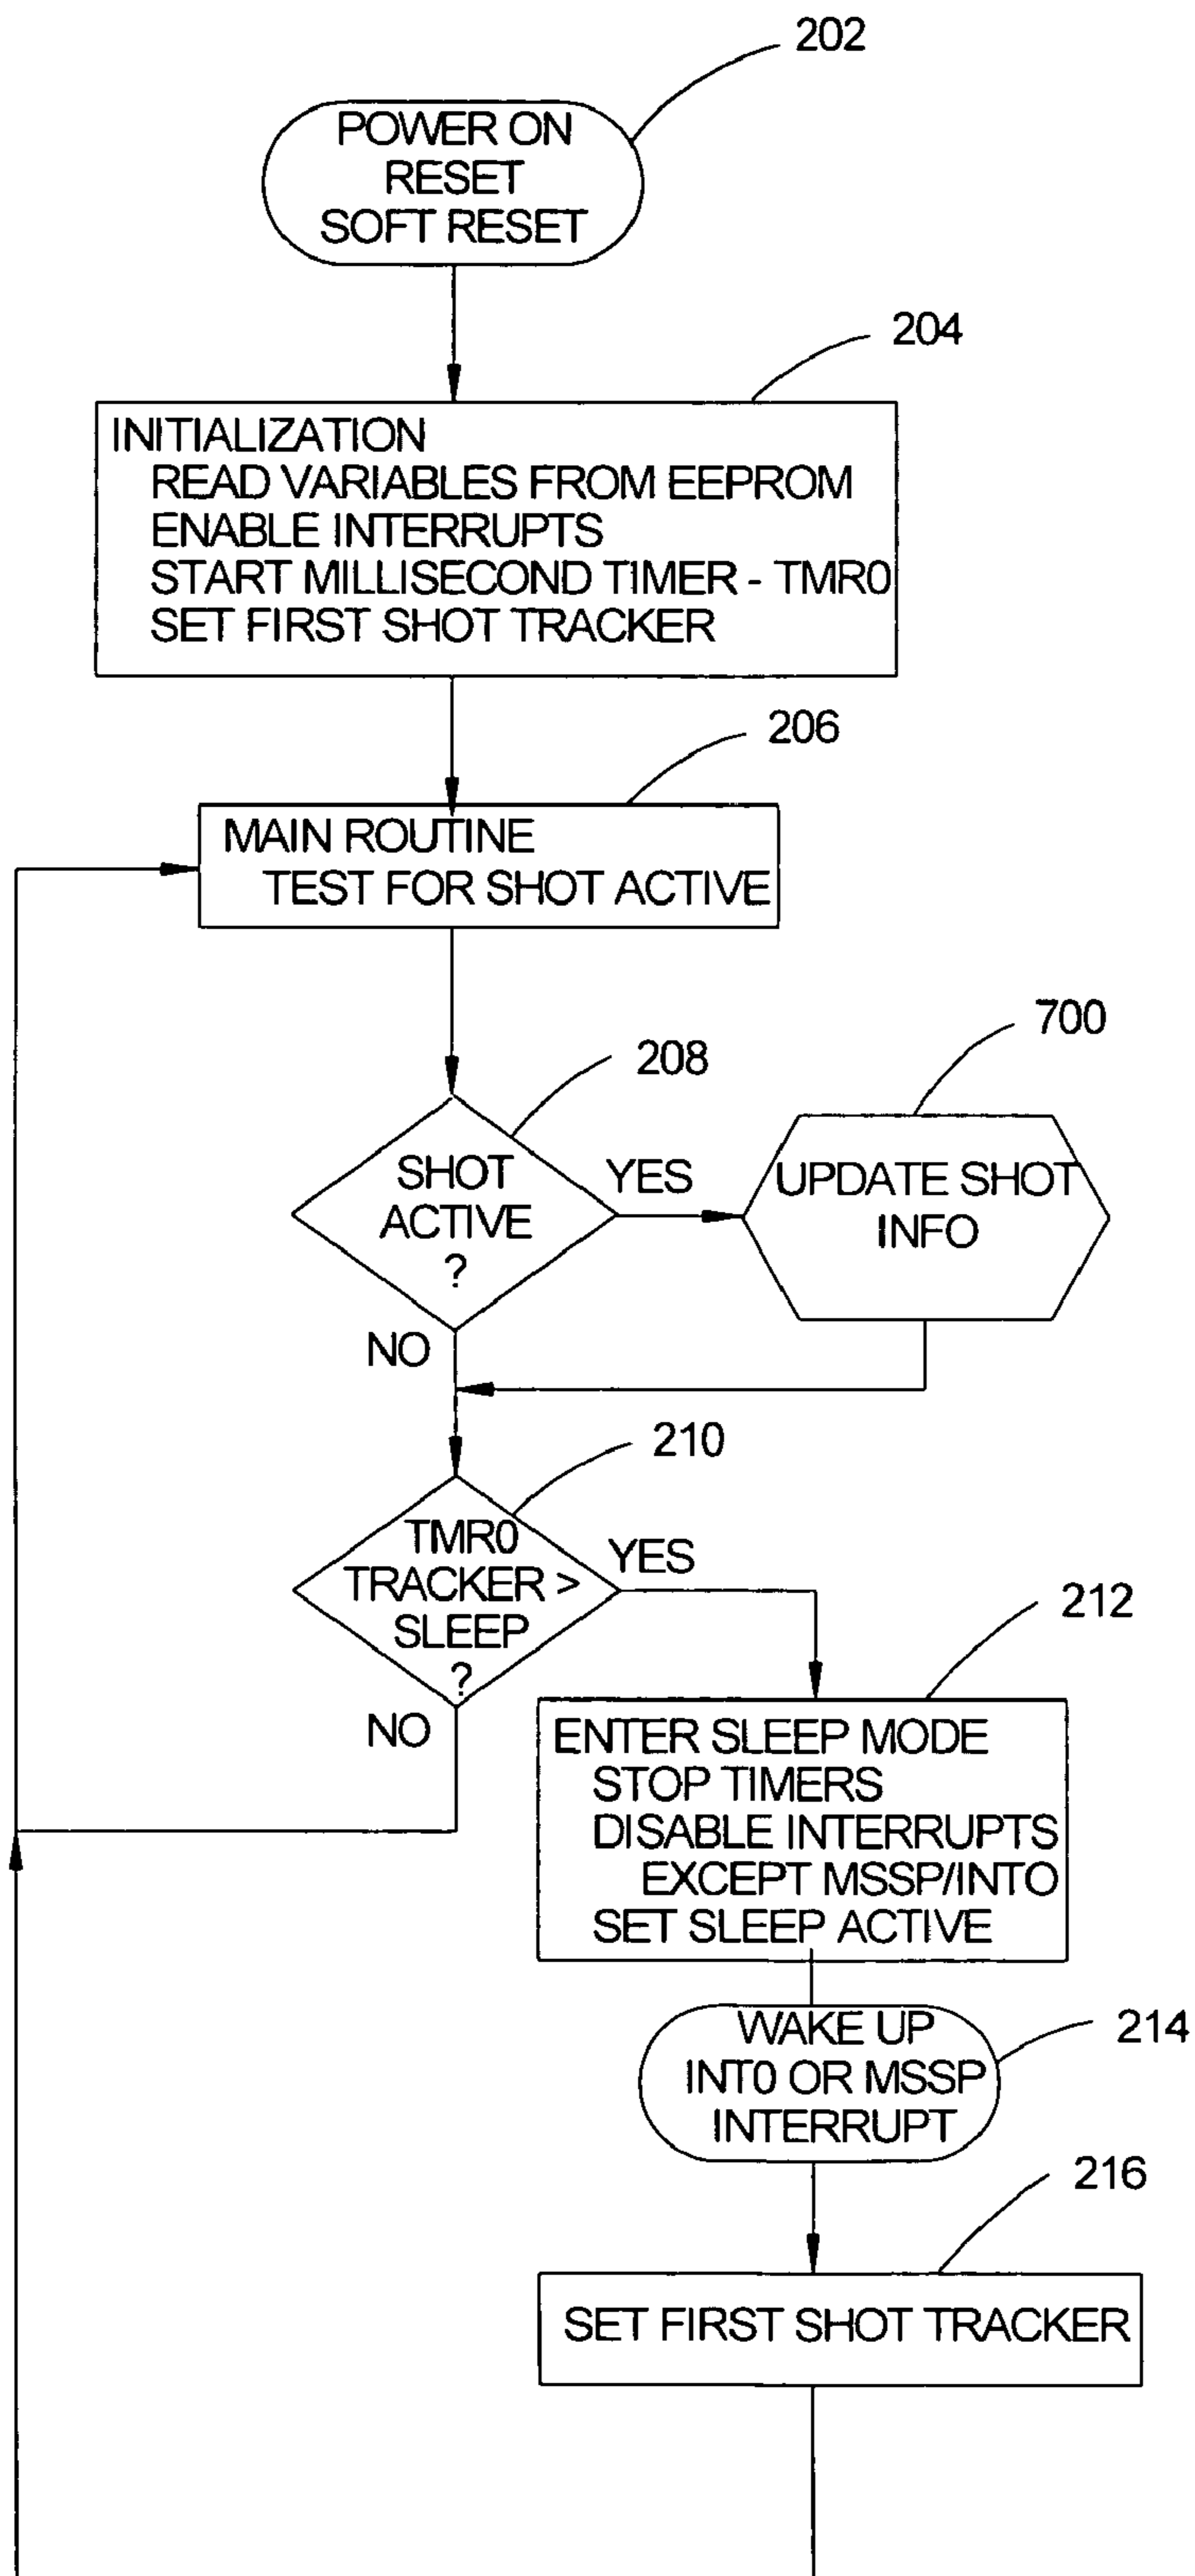 202
POWER ON
RESET
SOFT RESET
204
INITIALIZATION
READ VARIABLES FROM EEPROM
ENABLE INTERRUPTS
START MILLISECOND TIMER - TMR0
SET FIRST SHOT TRACKER
206
MAIN ROUTINE
TEST FOR SHOT ACTIVE
700
208
SHOT
ACTIVE
?
YES
UPDATE SHOT
INFO
NO
210
TMR0
TRACKER >
SLEEP
?
YES
212
NO
ENTER SLEEP MODE
STOP TIMERS
DISABLE INTERRUPTS
EXCEPT MSSP/INTO
SET SLEEP ACTIVE
214
WAKE UP
INT0 OR MSSP
INTERRUPT
216
SET FIRST SHOT TRACKER